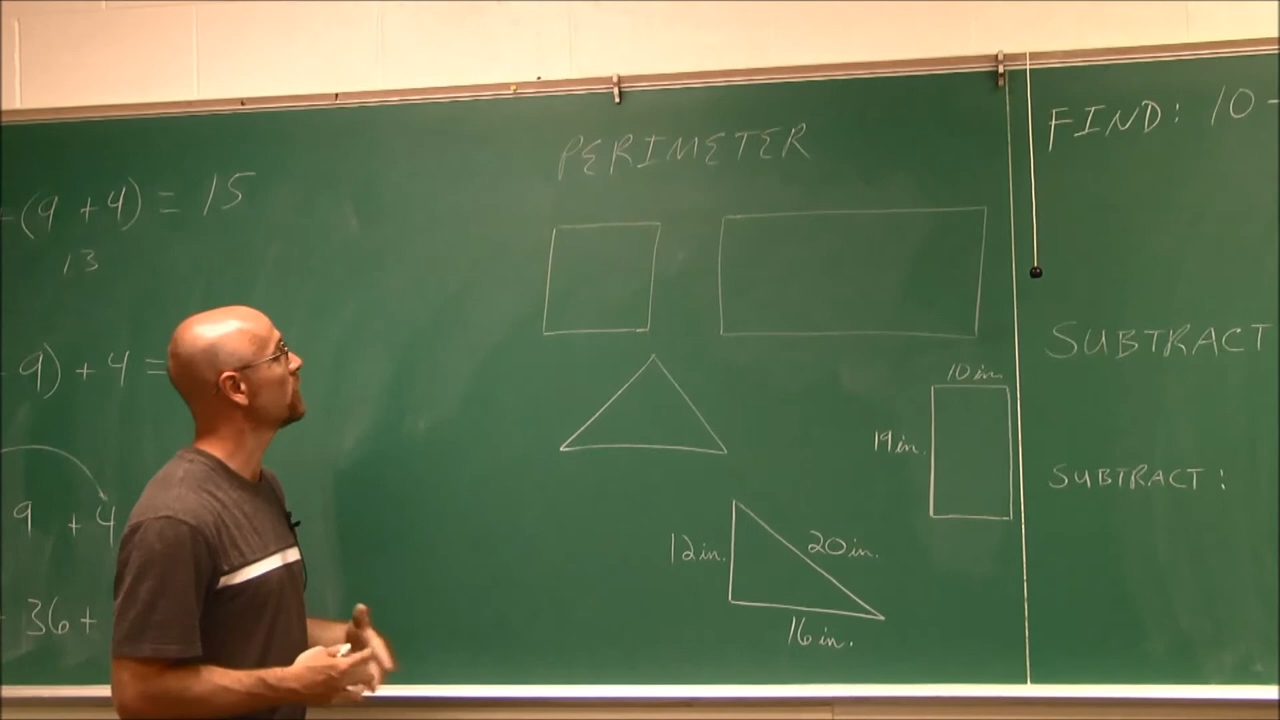 - (9 + 4) = 15
13
- 9) + 4 =
9 + 4
- 36 +
PERIMETER
10 in.
19 in.
12 in.
20 in.
16 in.
FIND: 10 -
SUBTRACT
SUBTRACT: